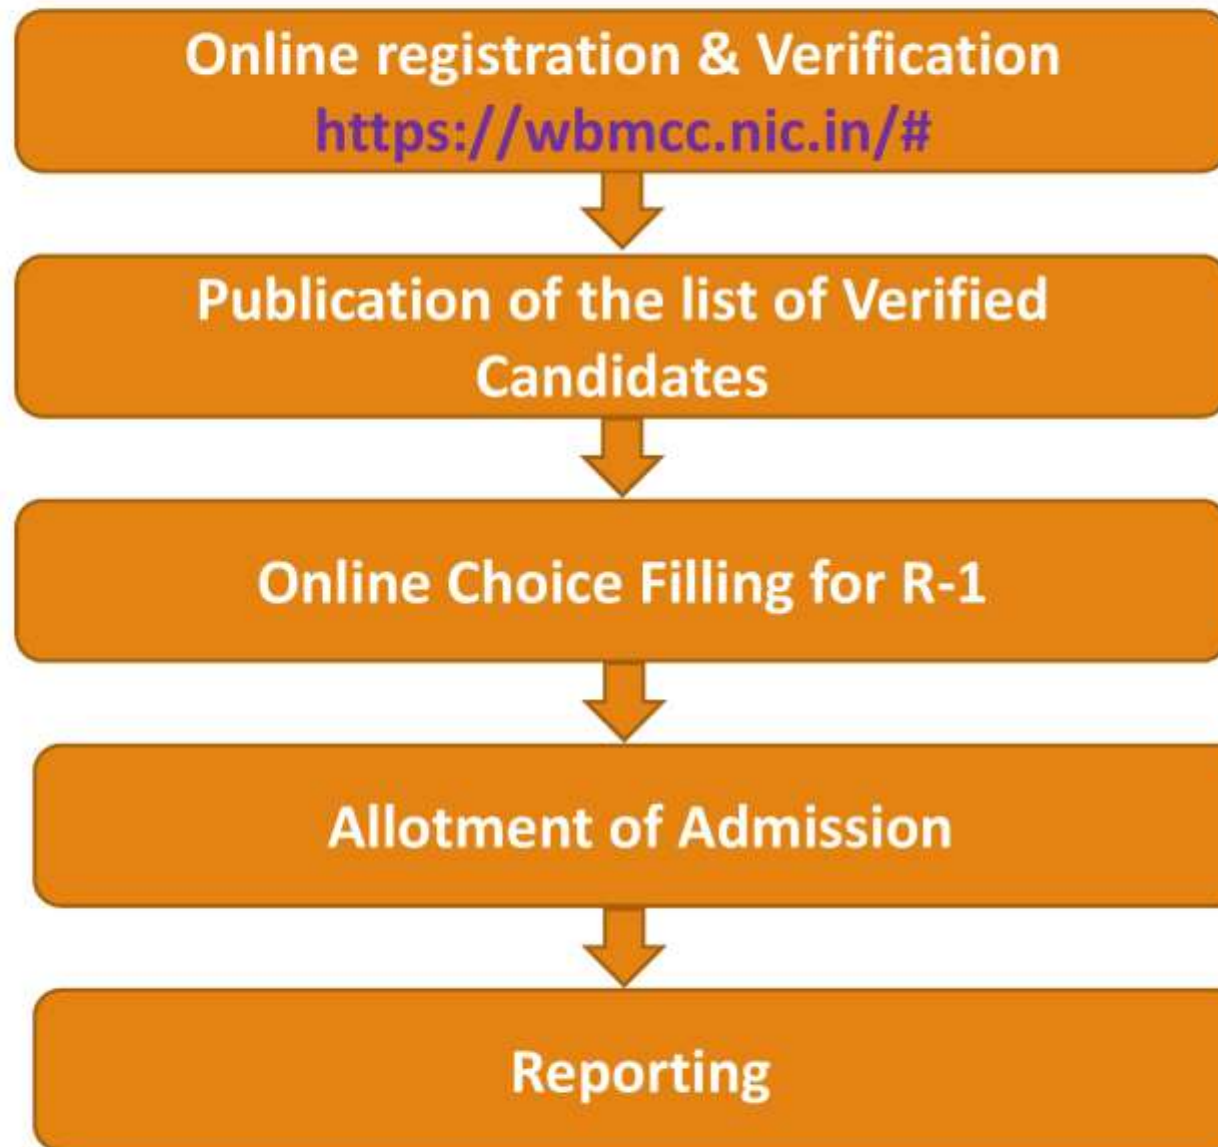 Online registration & Verification
https://wbmcc.nic.in/#
Publication of the list of Verified
Candidates
Online Choice Filling for R-1
Allotment of Admission
Reporting